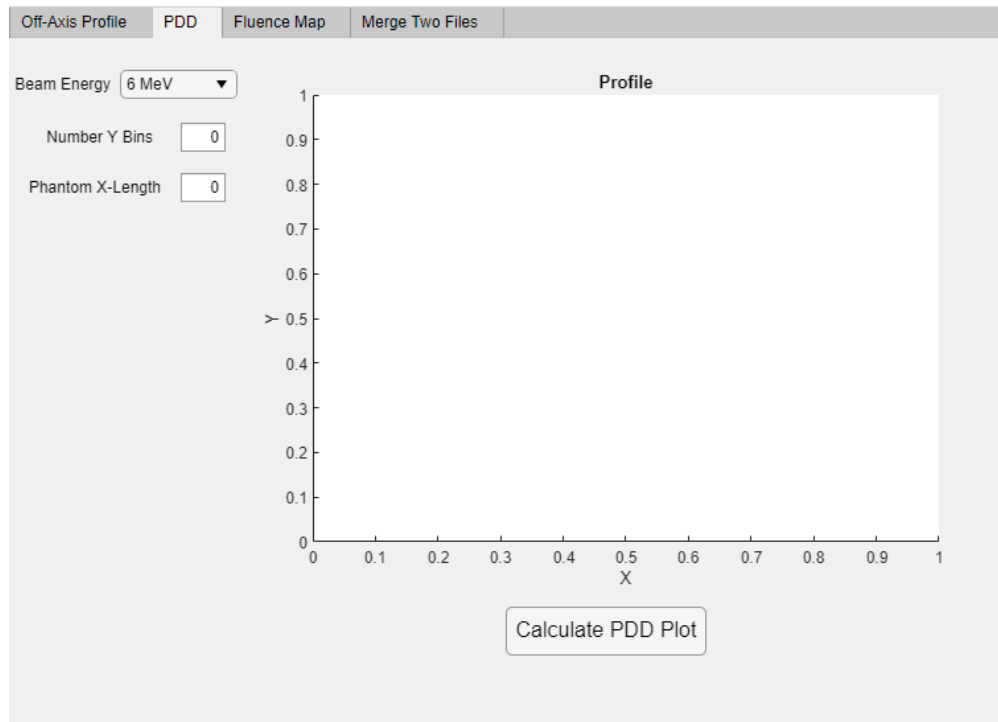 Off-Axis Profile PDD Fluence Map Merge Two Files
Beam Energy 6 MeV
Number Y Bins 0
Phantom X-Length 0
Profile
1
0.9
0.8
0.7
0.6
Y 0.5
0.4
0.3
0.2
0.1
0
0 0.1 0.2 0.3 0.4 0.5 0.6 0.7 0.8 0.9 1
X
Calculate PDD Plot